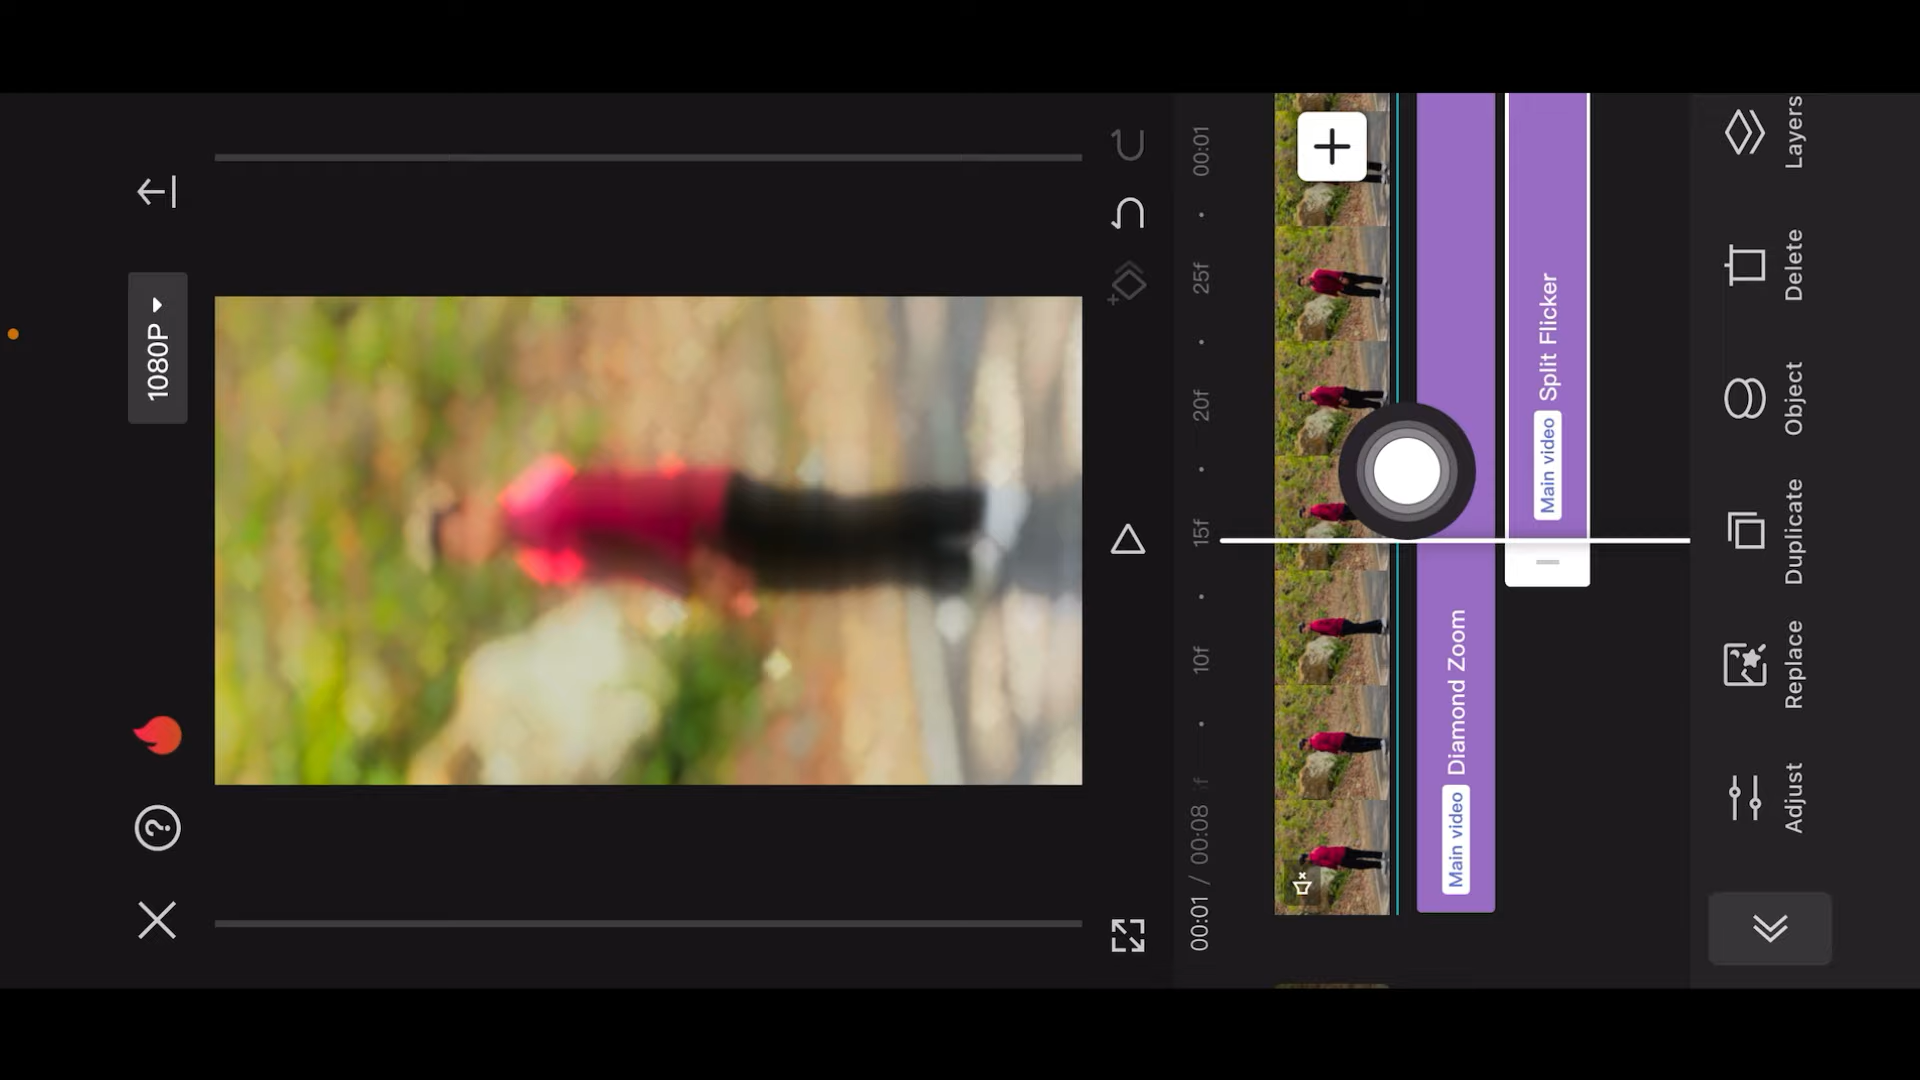 1080P
00:01 / 00:08
10f
15f
20f
25f
00:01
Main video Diamond Zoom
Main video Split Flicker
Adjust
Replace
Duplicate
Object
Delete
Layers